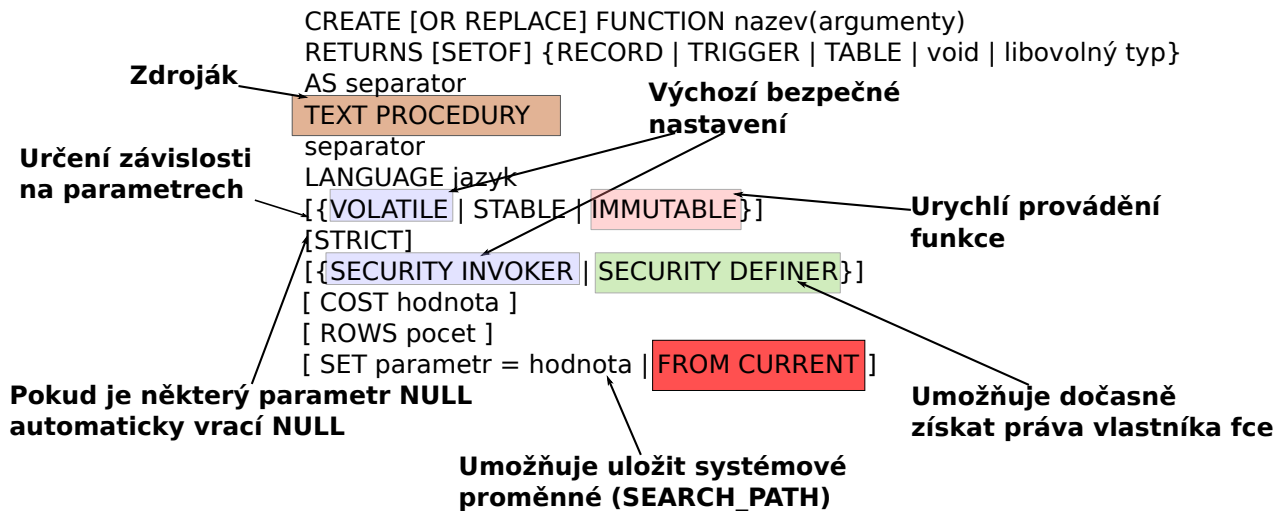 CREATE [OR REPLACE] FUNCTION nazev(argumenty)
RETURNS [SETOF] {RECORD | TRIGGER | TABLE | void | libovolný typ}
Zdroják
AS separator
Výchozí bezpečné
nastavení
TEXT PROCEDURY
separator
Určení závislosti
na parametrech
LANGUAGE jazyk
[{VOLATILE | STABLE | IMMUTABLE}]
Urychlí provádění
funkce
[STRICT]
[{SECURITY INVOKER | SECURITY DEFINER}]
[ COST hodnota ]
[ ROWS pocet ]
[ SET parametr = hodnota | FROM CURRENT ]
Pokud je některý parametr NULL
automaticky vrací NULL
Umožňuje dočasně
získat práva vlastníka fce
Umožňuje uložit systémové
proměnné (SEARCH_PATH)